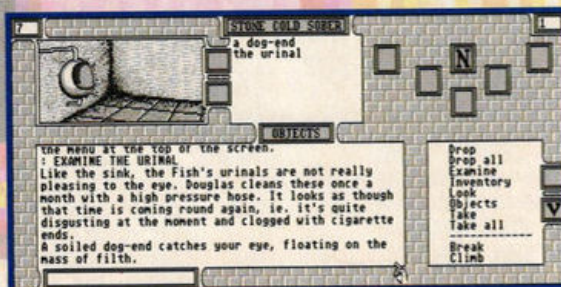 7
STONE COLD SOBER
1
a dog-end
the urinal
N
OBJECTS
the menu at the top of the screen.
: EXAMINE THE URINAL
Like the sink, the Fish's urinals are not really
pleasing to the eye. Douglas cleans these once a
month with a high pressure hose. It looks as though
that time is coming round again, ie. it's quite
disgusting at the moment and clogged with cigarette
ends.
A soiled dog-end catches your eye, floating on the
mass of filth.
Drop
Drop all
Examine
Inventory
Look
Objects
Take
Take all
Break
Climb
V